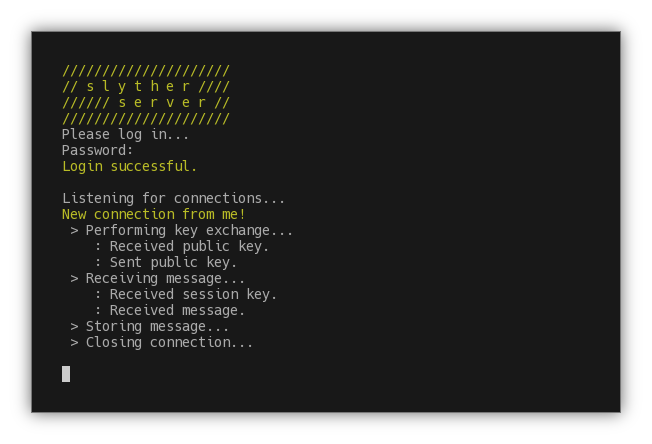 /////////////////////
// s l y t h e r ////
////// s e r v e r //
/////////////////////
Please log in...
Password:
Login successful.

Listening for connections...
New connection from me!
 > Performing key exchange...
    : Received public key.
    : Sent public key.
 > Receiving message...
    : Received session key.
    : Received message.
 > Storing message...
 > Closing connection...